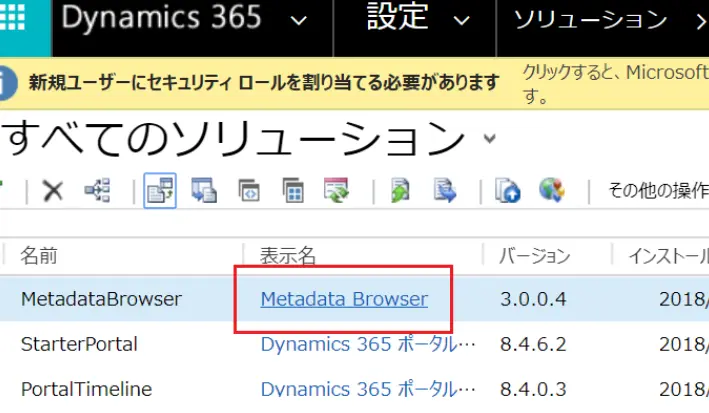 Dynamics 365 設定 ソリューション
新規ユーザーにセキュリティ ロールを割り当てる必要があります クリックすると、Microsoft
す。
すべてのソリューション
その他の操作
名前 表示名 バージョン インストール
MetadataBrowser Metadata Browser 3.0.0.4 2018/
StarterPortal Dynamics 365 ポータル… 8.4.6.2 2018/
PortalTimeline Dynamics 365 ポータル… 8.4.0.3 2018/